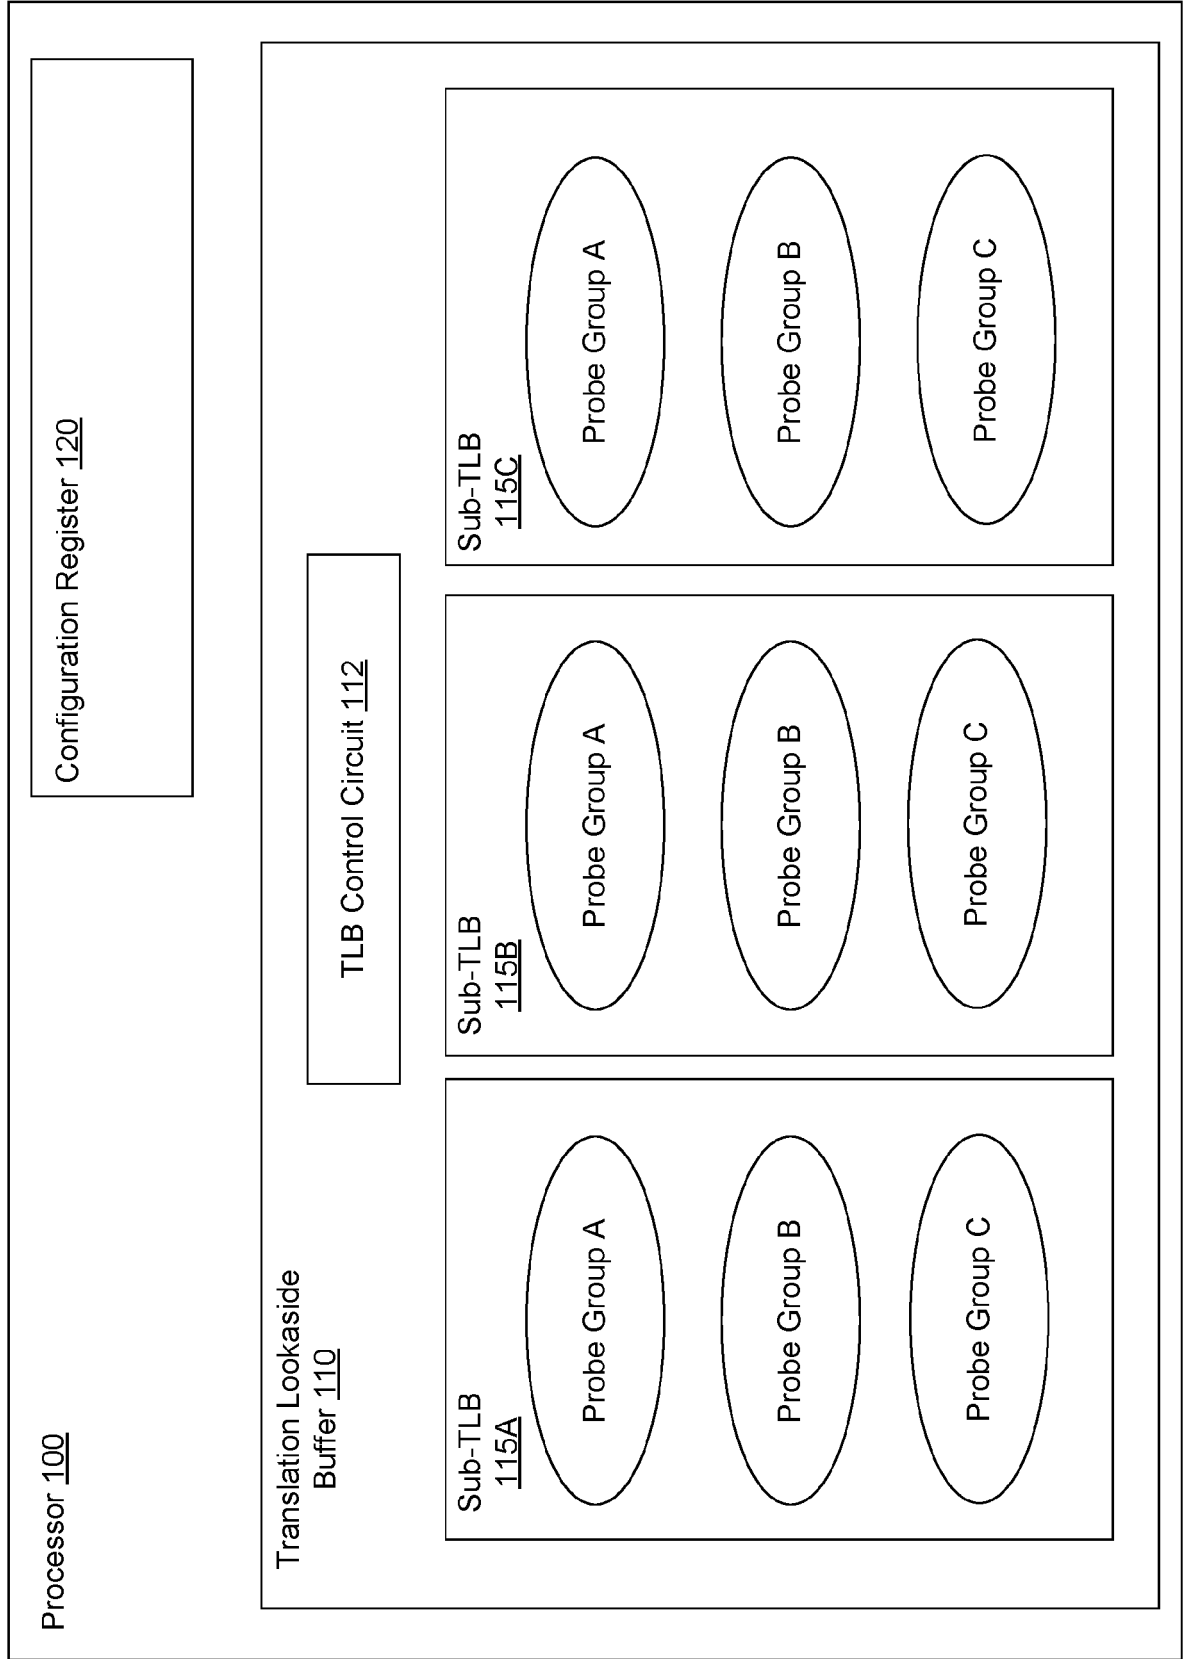 Processor 100
Configuration Register 120
Translation Lookaside
Buffer 110
TLB Control Circuit 112
Sub-TLB
115A
Probe Group A
Probe Group B
Probe Group C
Sub-TLB
115B
Probe Group A
Probe Group B
Probe Group C
Sub-TLB
115C
Probe Group A
Probe Group B
Probe Group C